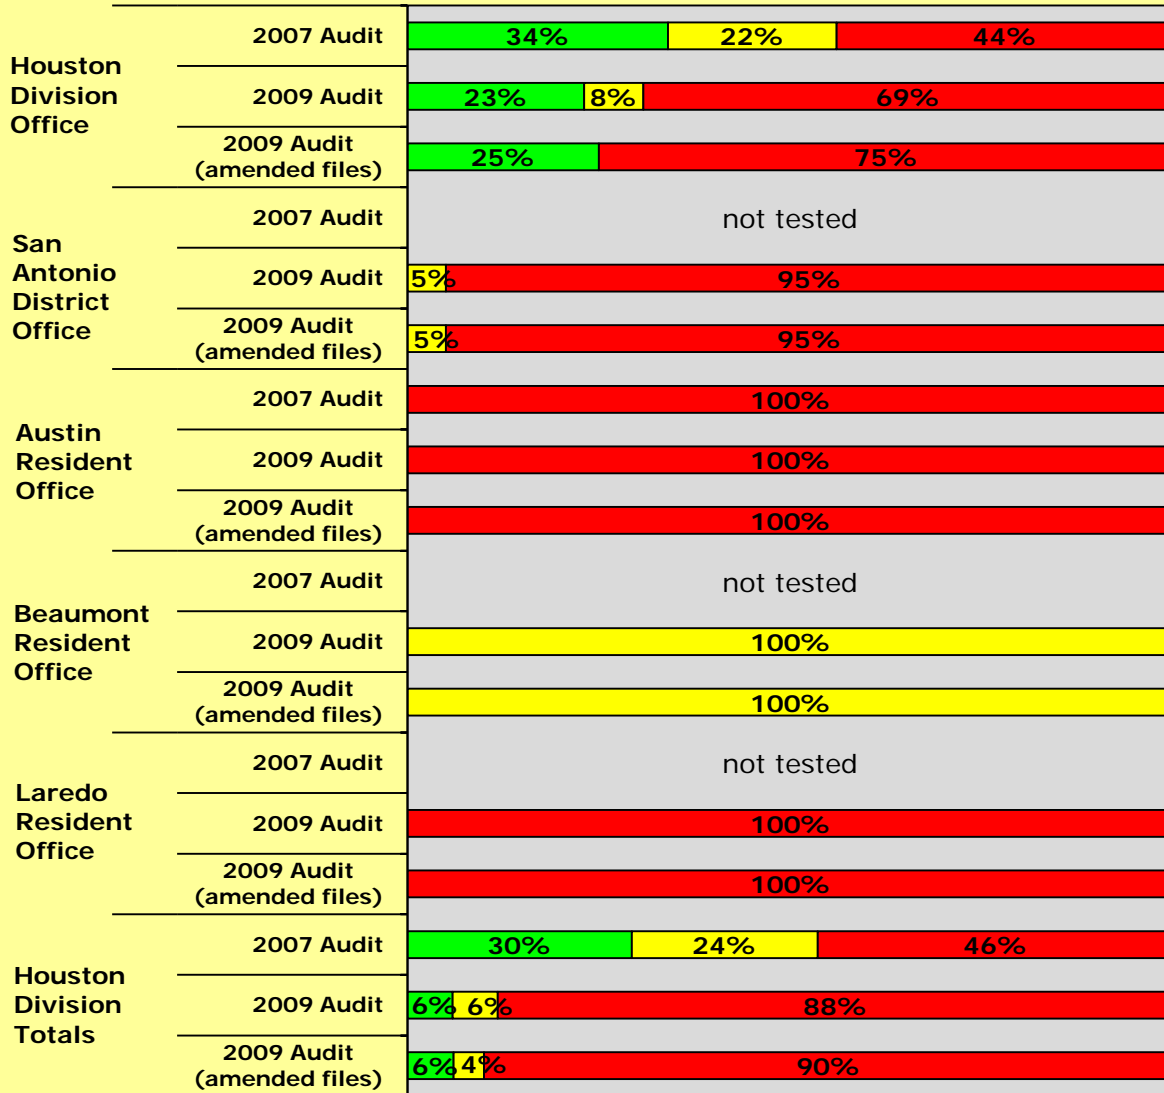 Houston
Division
Office
2007 Audit
34% 22% 44%
2009 Audit
23% 8% 69%
2009 Audit
(amended files)
25% 75%
San
Antonio
District
Office
2007 Audit
not tested
2009 Audit
5% 95%
2009 Audit
(amended files)
5% 95%
Austin
Resident
Office
2007 Audit
100%
2009 Audit
100%
2009 Audit
(amended files)
100%
Beaumont
Resident
Office
2007 Audit
not tested
2009 Audit
100%
2009 Audit
(amended files)
100%
Laredo
Resident
Office
2007 Audit
not tested
2009 Audit
100%
2009 Audit
(amended files)
100%
Houston
Division
Totals
2007 Audit
30% 24% 46%
2009 Audit
6% 6% 88%
2009 Audit
(amended files)
6% 4% 90%